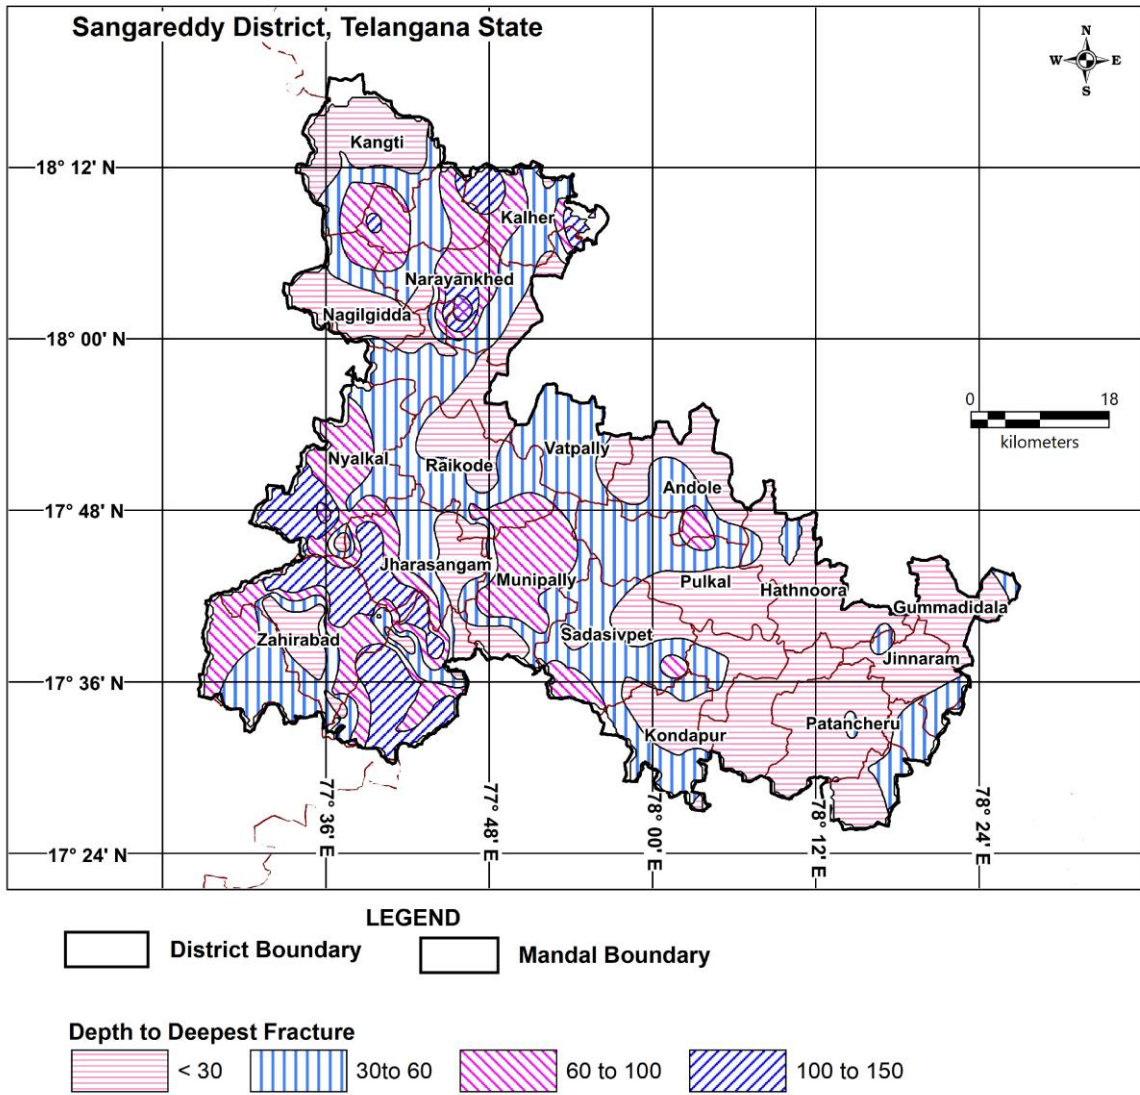 Sangareddy District, Telangana State
N
W E
S
Kangti
18° 12' N
Kalher
Narayankhed
Nagilgidda
18° 00' N
0 18
kilometers
Vatpally
Nyalkal
Raikode
Andole
17° 48' N
Jharasangam
Munipally
Pulkal
Hathnoora
Gummadidala
Zahirabad
Sadasivpet
Jinnaram
17° 36' N
Patancheru
Kondapur
77° 36' E
77° 48' E
78° 00' E
78° 12' E
78° 24' E
17° 24' N
LEGEND
District Boundary
Mandal Boundary
Depth to Deepest Fracture
< 30
30to 60
60 to 100
100 to 150